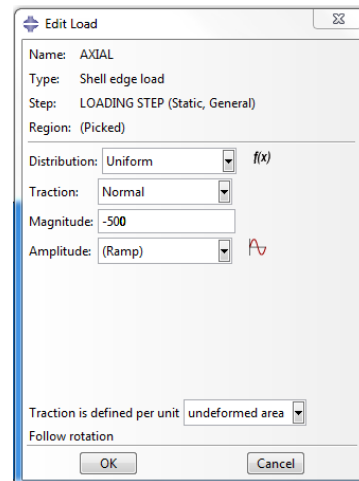 Edit Load
Name: AXIAL
Type: Shell edge load
Step: LOADING STEP (Static, General)
Region: (Picked)
Distribution: Uniform f(x)
Traction: Normal
Magnitude: -500
Amplitude: (Ramp)
Traction is defined per unit undeformed area
Follow rotation
OK Cancel